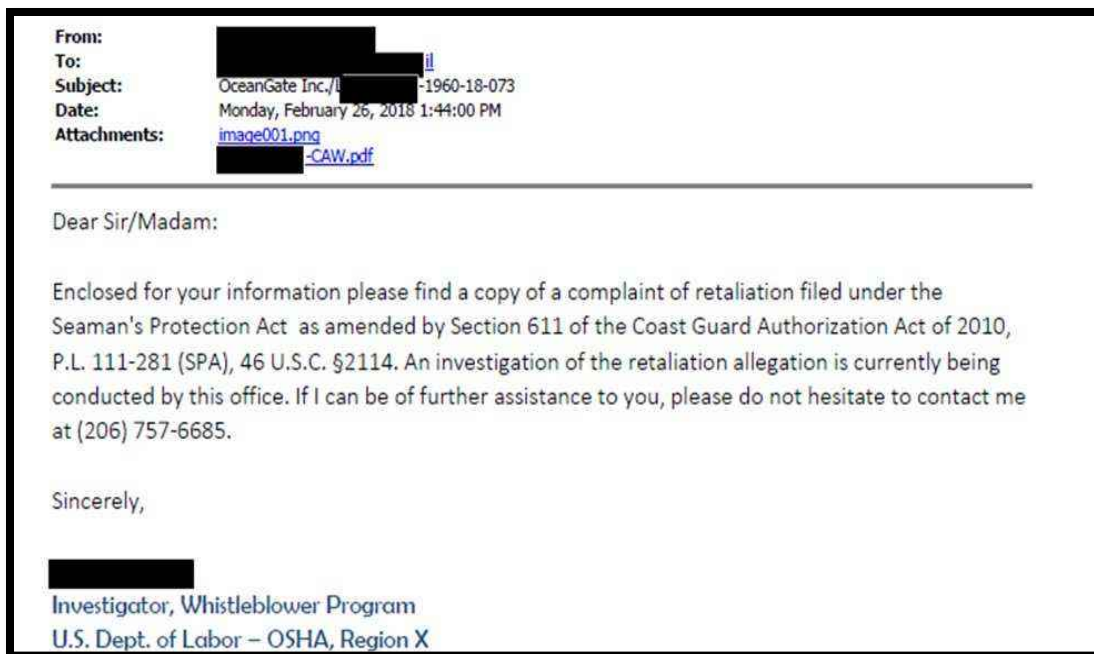 From:
To: il
Subject: OceanGate Inc./L -1960-18-073
Date: Monday, February 26, 2018 1:44:00 PM
Attachments: image001.png
-CAW.pdf
Dear Sir/Madam:
Enclosed for your information please find a copy of a complaint of retaliation filed under the
Seaman's Protection Act as amended by Section 611 of the Coast Guard Authorization Act of 2010,
P.L. 111-281 (SPA), 46 U.S.C. §2114. An investigation of the retaliation allegation is currently being
conducted by this office. If I can be of further assistance to you, please do not hesitate to contact me
at (206) 757-6685.
Sincerely,
Investigator, Whistleblower Program
U.S. Dept. of Labor – OSHA, Region X